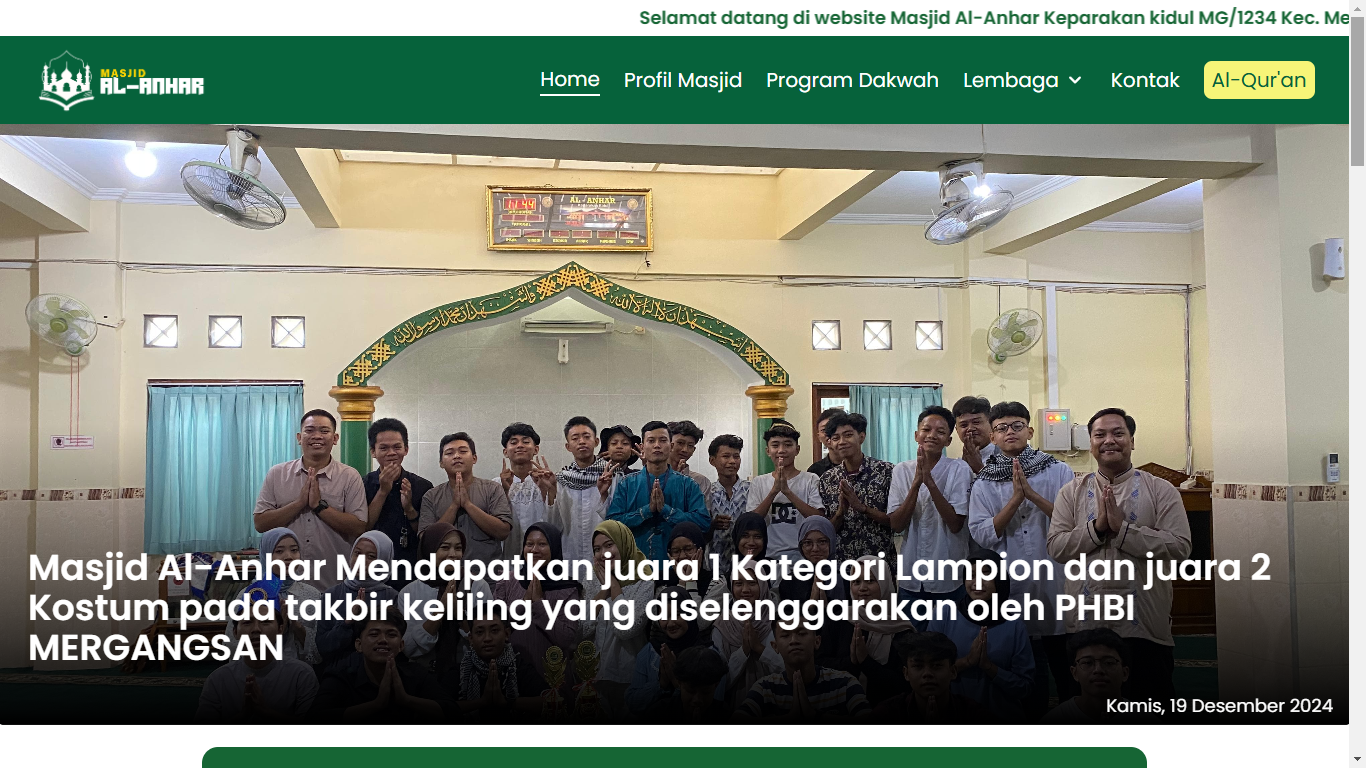 Selamat datang di website Masjid Al-Anhar Keparakan kidul MG/1234 Kec. Me
MASJID
AL-ANHAR
Home Profil Masjid Program Dakwah Lembaga Kontak Al-Qur'an
AL-ANHAR
Masjid Al-Anhar Mendapatkan juara 1 Kategori Lampion dan juara 2
Kostum pada takbir keliling yang diselenggarakan oleh PHBI
MERGANGSAN
Kamis, 19 Desember 2024